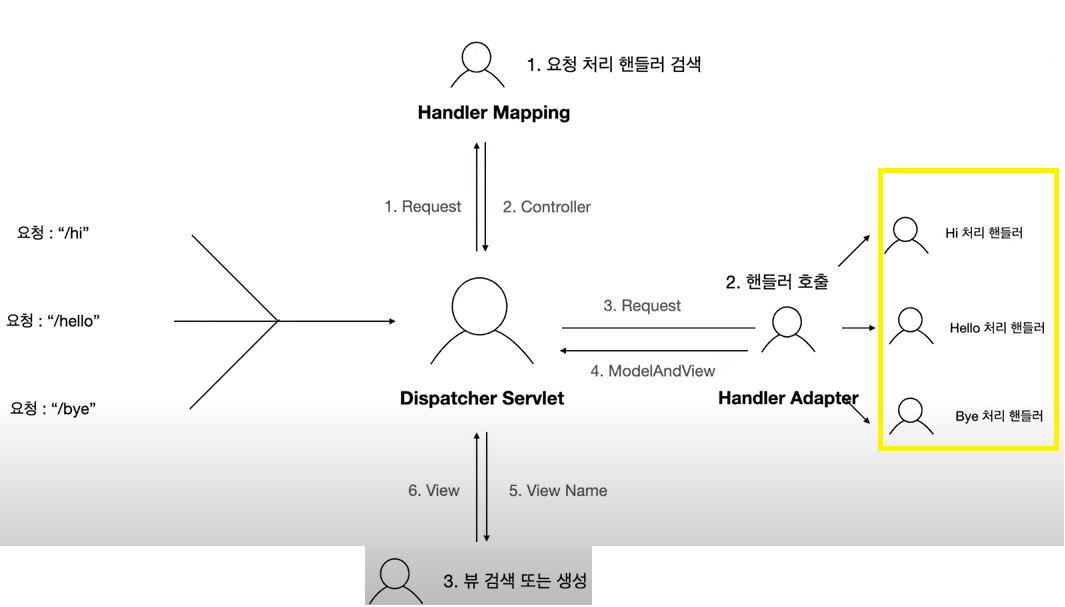 1. 요청 처리 핸들러 검색
Handler Mapping
1. Request
2. Controller
요청 : “/hi”
요청 : “/hello”
요청 : “/bye”
Dispatcher Servlet
3. Request
4. ModelAndView
2. 핸들러 호출
Handler Adapter
Hi 처리 핸들러
Hello 처리 핸들러
Bye 처리 핸들러
6. View
5. View Name
3. 뷰 검색 또는 생성